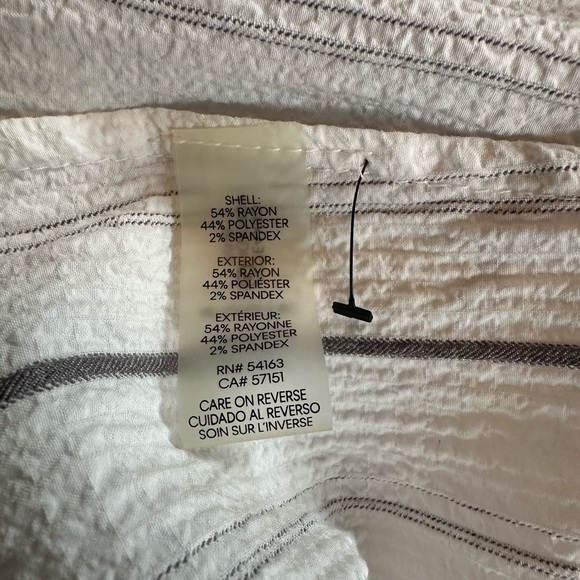 SHELL:
54% RAYON
44% POLYESTER
2% SPANDEX
EXTERIOR:
54% RAYON
44% POLIÉSTER
2% SPANDEX
EXTÉRIEUR:
54% RAYONNE
44% POLYESTER
2% SPANDEX
RN# 54163
CA# 57151
CARE ON REVERSE
CUIDADO AL REVERSO
SOIN SUR L'INVERSE